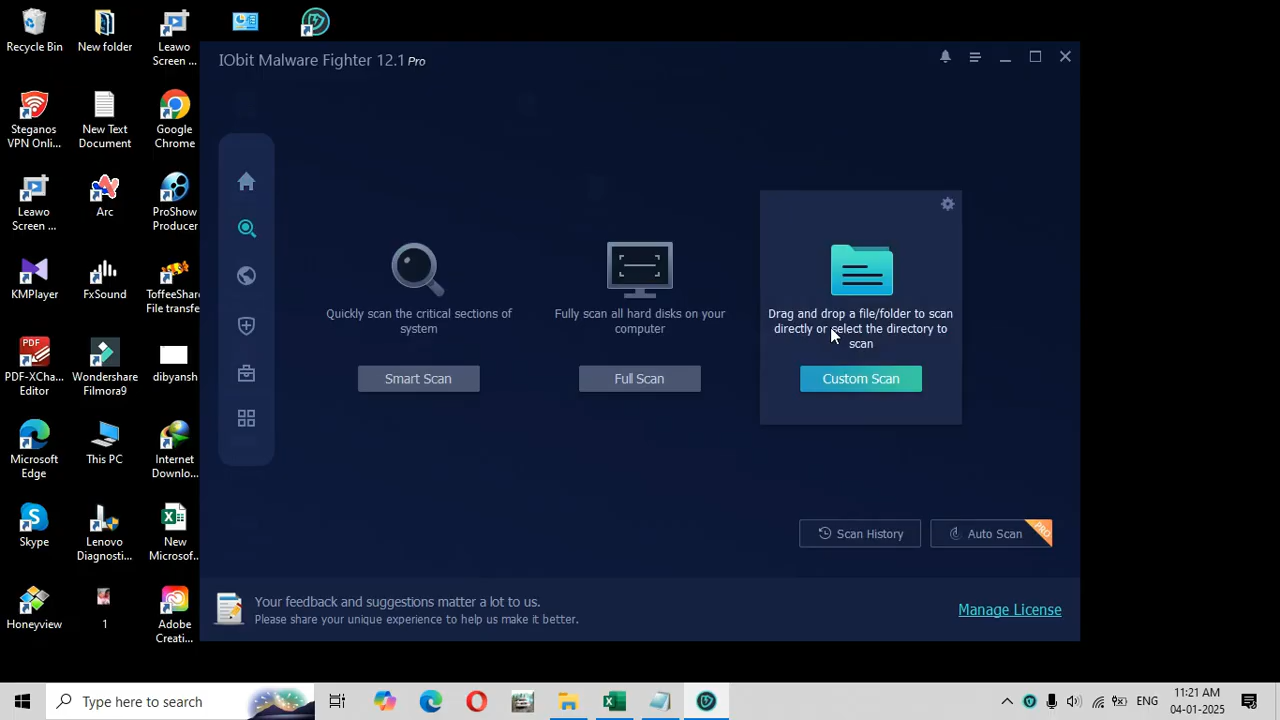 Recycle Bin
New folder
Leawo
Screen ...
IObit Malware Fighter 12.1 Pro
Steganos
VPN Onli...
New Text
Document
Google
Chrome
Leawo
Screen ...
Arc
ProShow
Producer
KMPlayer
FxSound
ToffeeShare
File transfe
PDF
PDF-XCha...
Editor
Wondershare
Filmora9
dibyansh
Microsoft
Edge
This PC
Internet
Downlo...
Skype
Lenovo
Diagnosti...
New
Microsof...
Honeyview
1
Adobe
Creati...
Quickly scan the critical sections of
system
Smart Scan
Fully scan all hard disks on your
computer
Full Scan
Drag and drop a file/folder to scan
directly or select the directory to
scan
Custom Scan
Scan History
Auto Scan
PRO
Your feedback and suggestions matter a lot to us.
Please share your unique experience to help us make it better.
Manage License
Type here to search
ENG
11:21 AM
04-01-2025